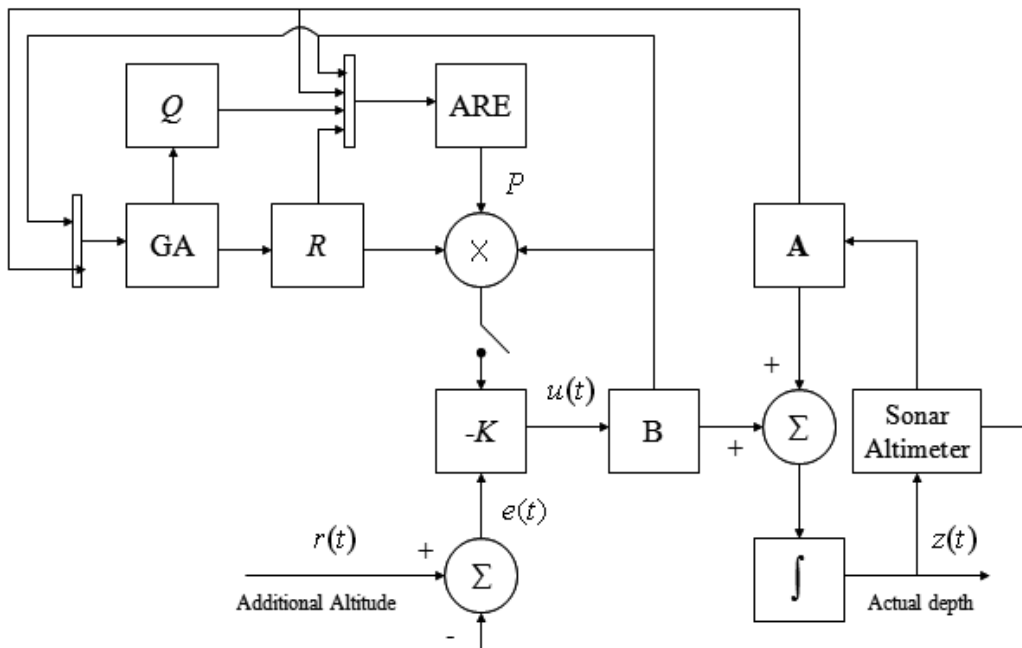 Q
ARE
P
GA
R
×
A
+
-K
u(t)
B
+
Σ
Sonar
Altimeter
e(t)
r(t)
+
Σ
-
Additional Altitude
∫
z(t)
Actual depth